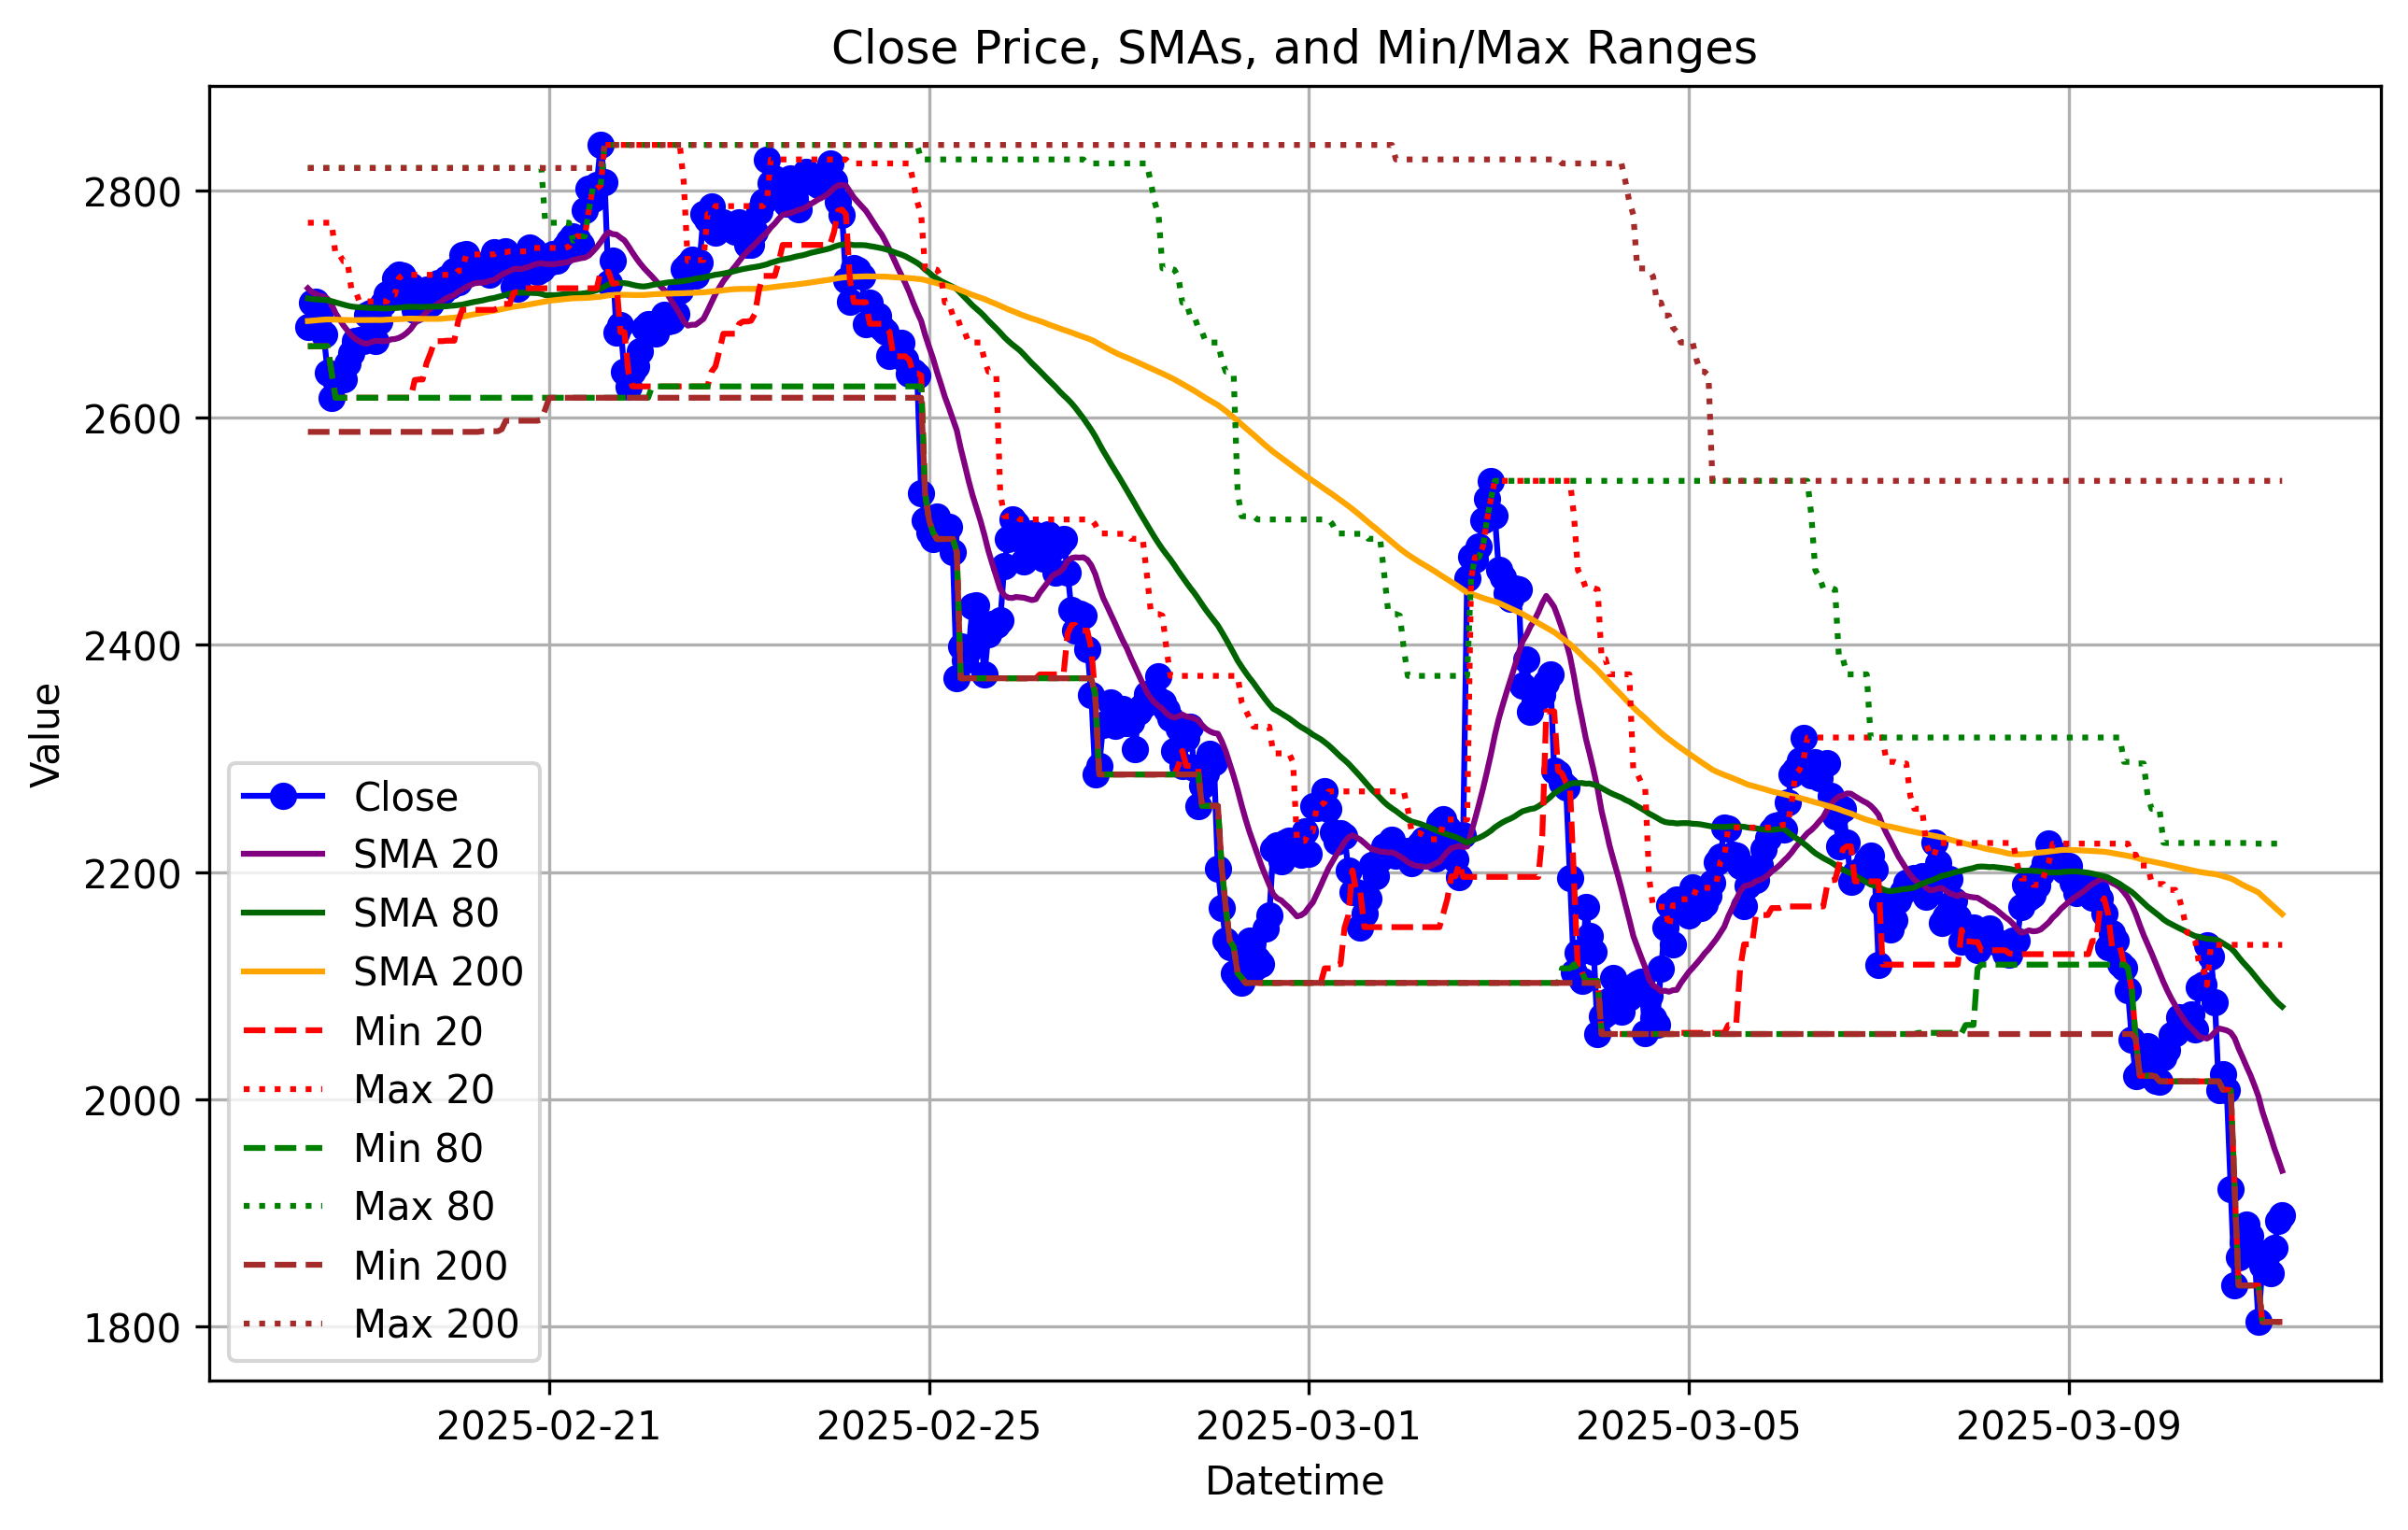 Close Price, SMAs, and Min/Max Ranges
Value
2800
2600
2400
2200
2000
1800
Close
SMA 20
SMA 80
SMA 200
Min 20
Max 20
Min 80
Max 80
Min 200
Max 200
2025-02-21
2025-02-25
2025-03-01
2025-03-05
2025-03-09
Datetime